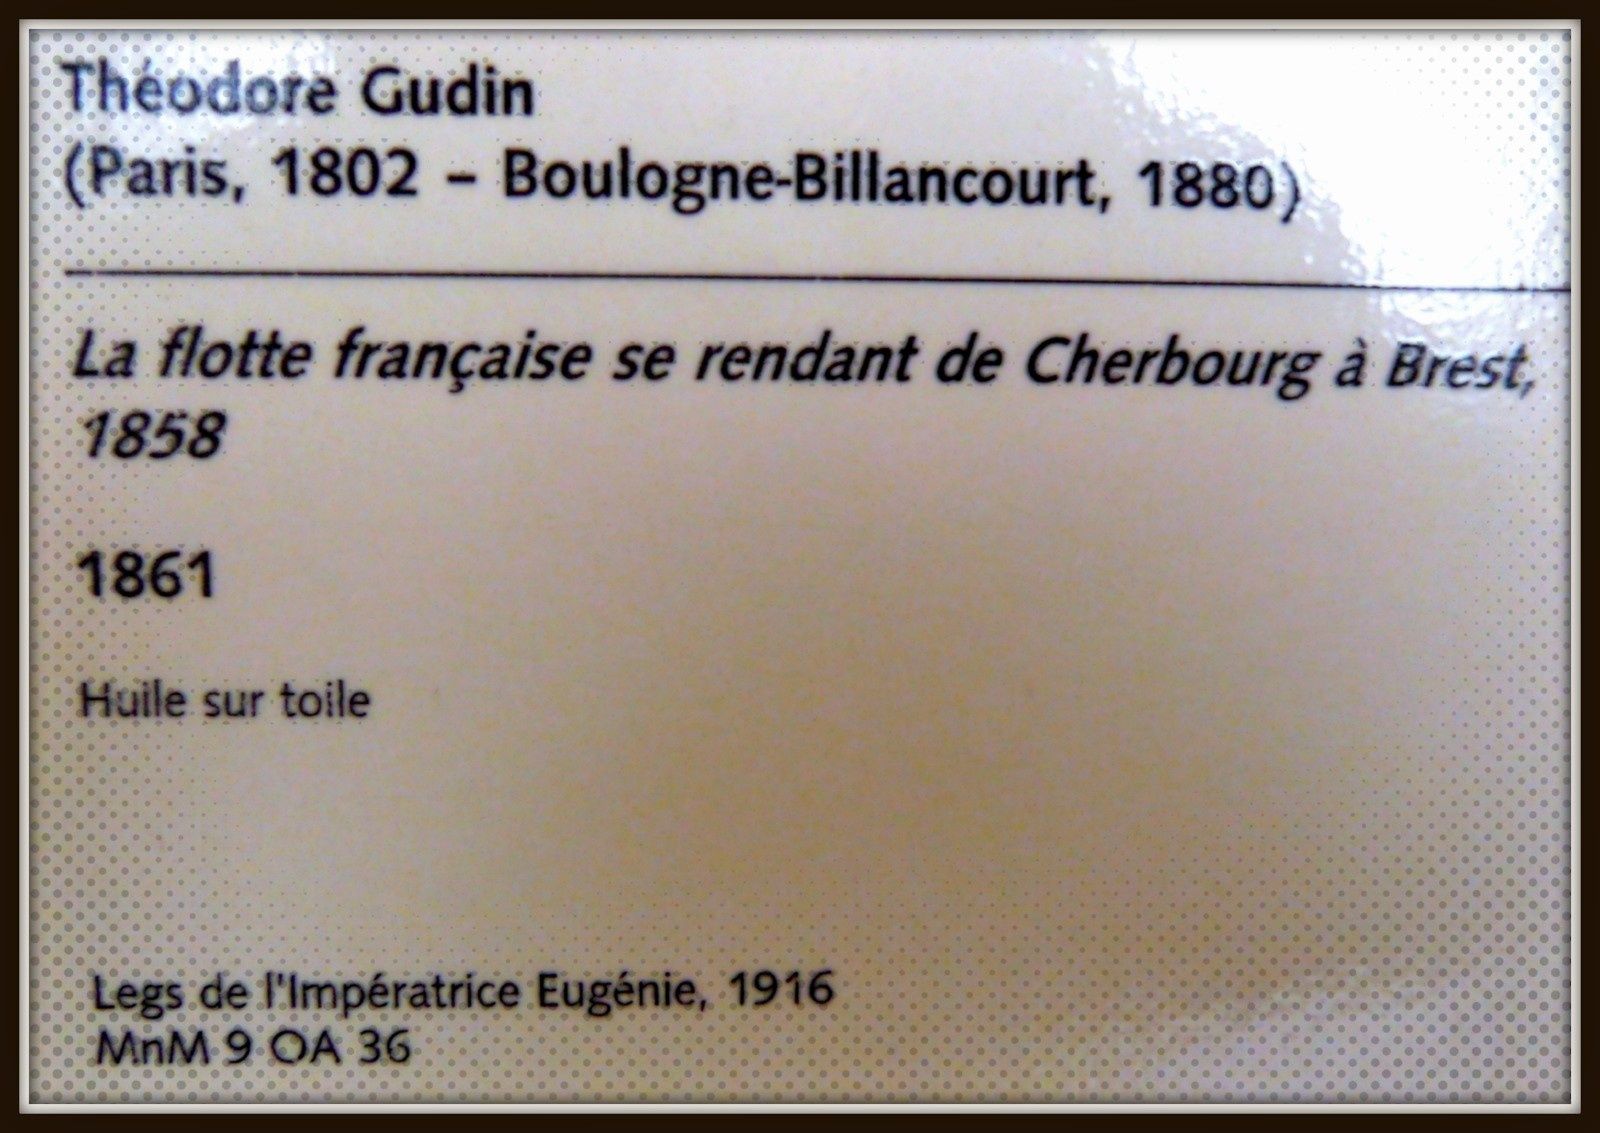 Théodore Gudin
(Paris, 1802 – Boulogne-Billancourt, 1880)
La flotte française se rendant de Cherbourg à Brest,
1858
1861
Huile sur toile
Legs de l'Impératrice Eugénie, 1916
MnM 9 OA 36